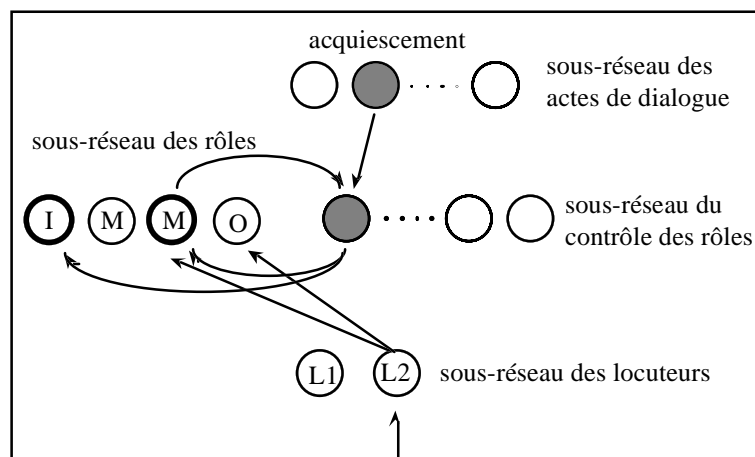 acquiescement
sous-réseau des
actes de dialogue
sous-réseau des rôles
I M M O
sous-réseau du
contrôle des rôles
L1 L2 sous-réseau des locuteurs